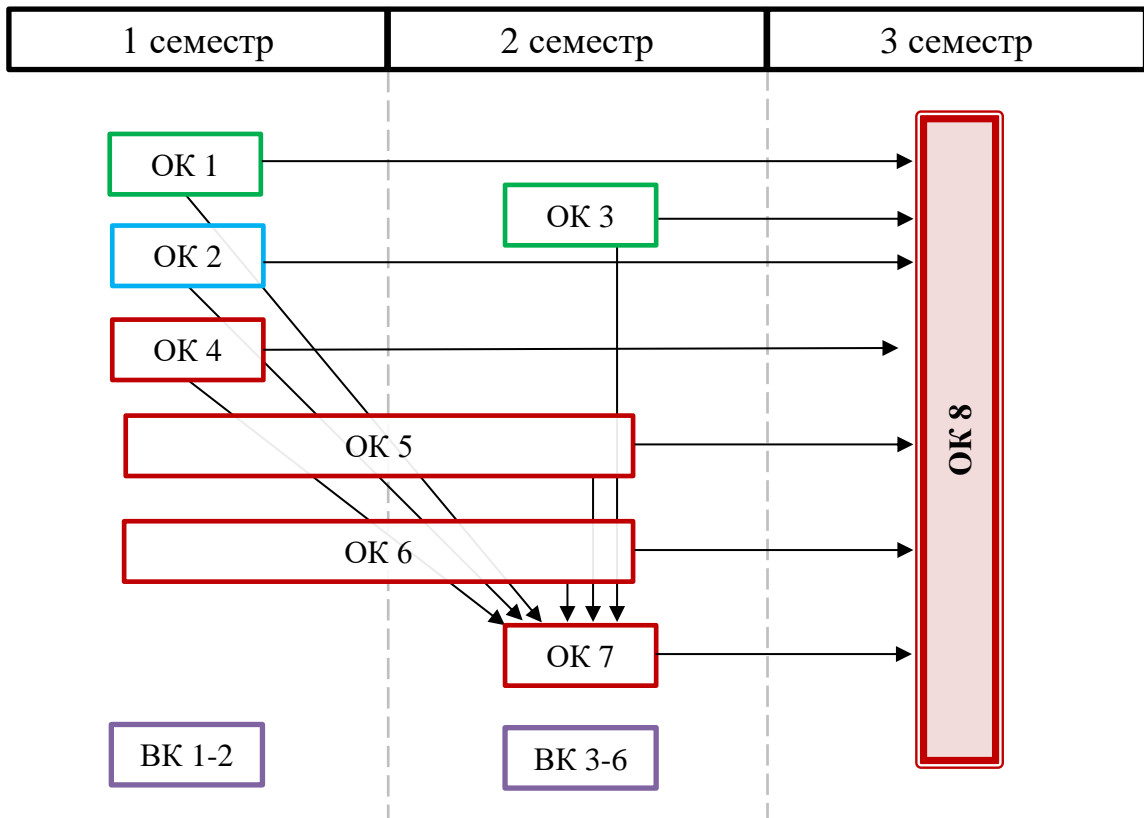 1 семестр
2 семестр
3 семестр
ОК 1
ОК 3
ОК 2
ОК 4
ОК 5
ОК 8
ОК 6
ОК 7
ВК 1-2
ВК 3-6